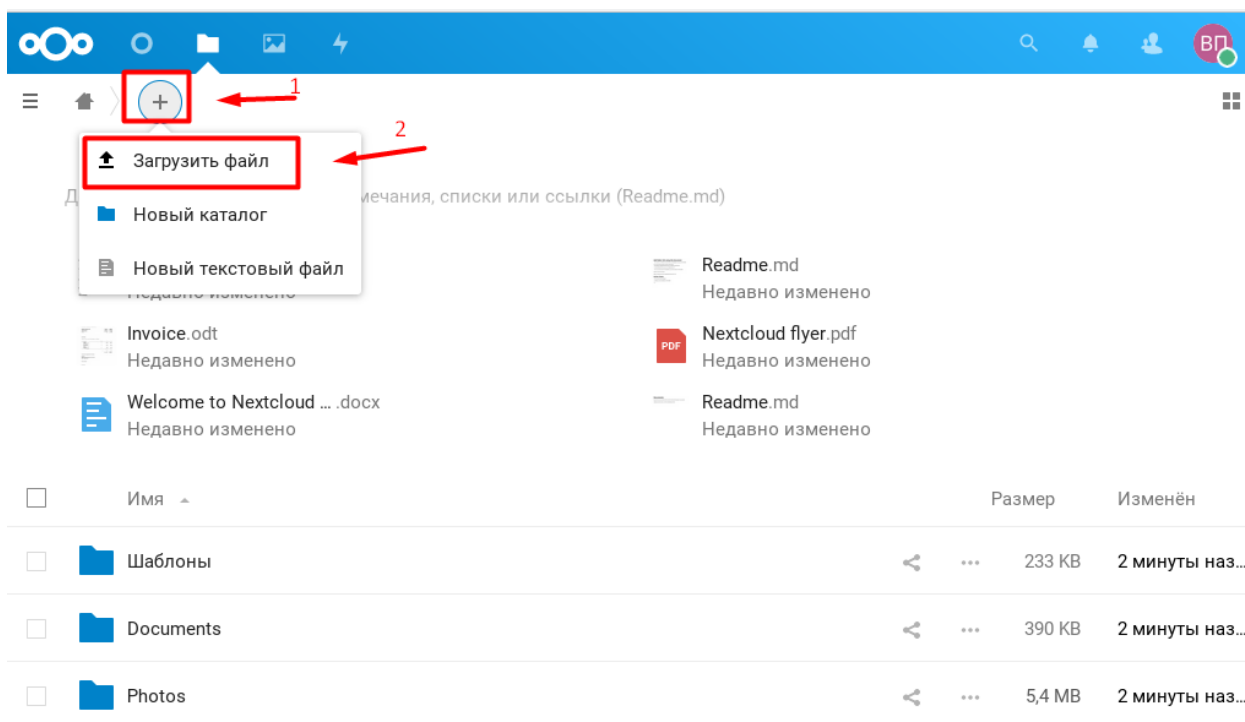 ВП
1
2
Загрузить файл
Д мечания, списки или ссылки (Readme.md)
Новый каталог
Новый текстовый файл
Readme.md
Недавно изменено
Недавно изменено
Invoice.odt
Nextcloud flyer.pdf
PDF
Недавно изменено
Недавно изменено
Welcome to Nextcloud ... .docx
Readme.md
Недавно изменено
Недавно изменено
Имя
Размер
Изменён
Шаблоны
233 KB
2 минуты наз...
Documents
390 KB
2 минуты наз...
Photos
5,4 MB
2 минуты наз...